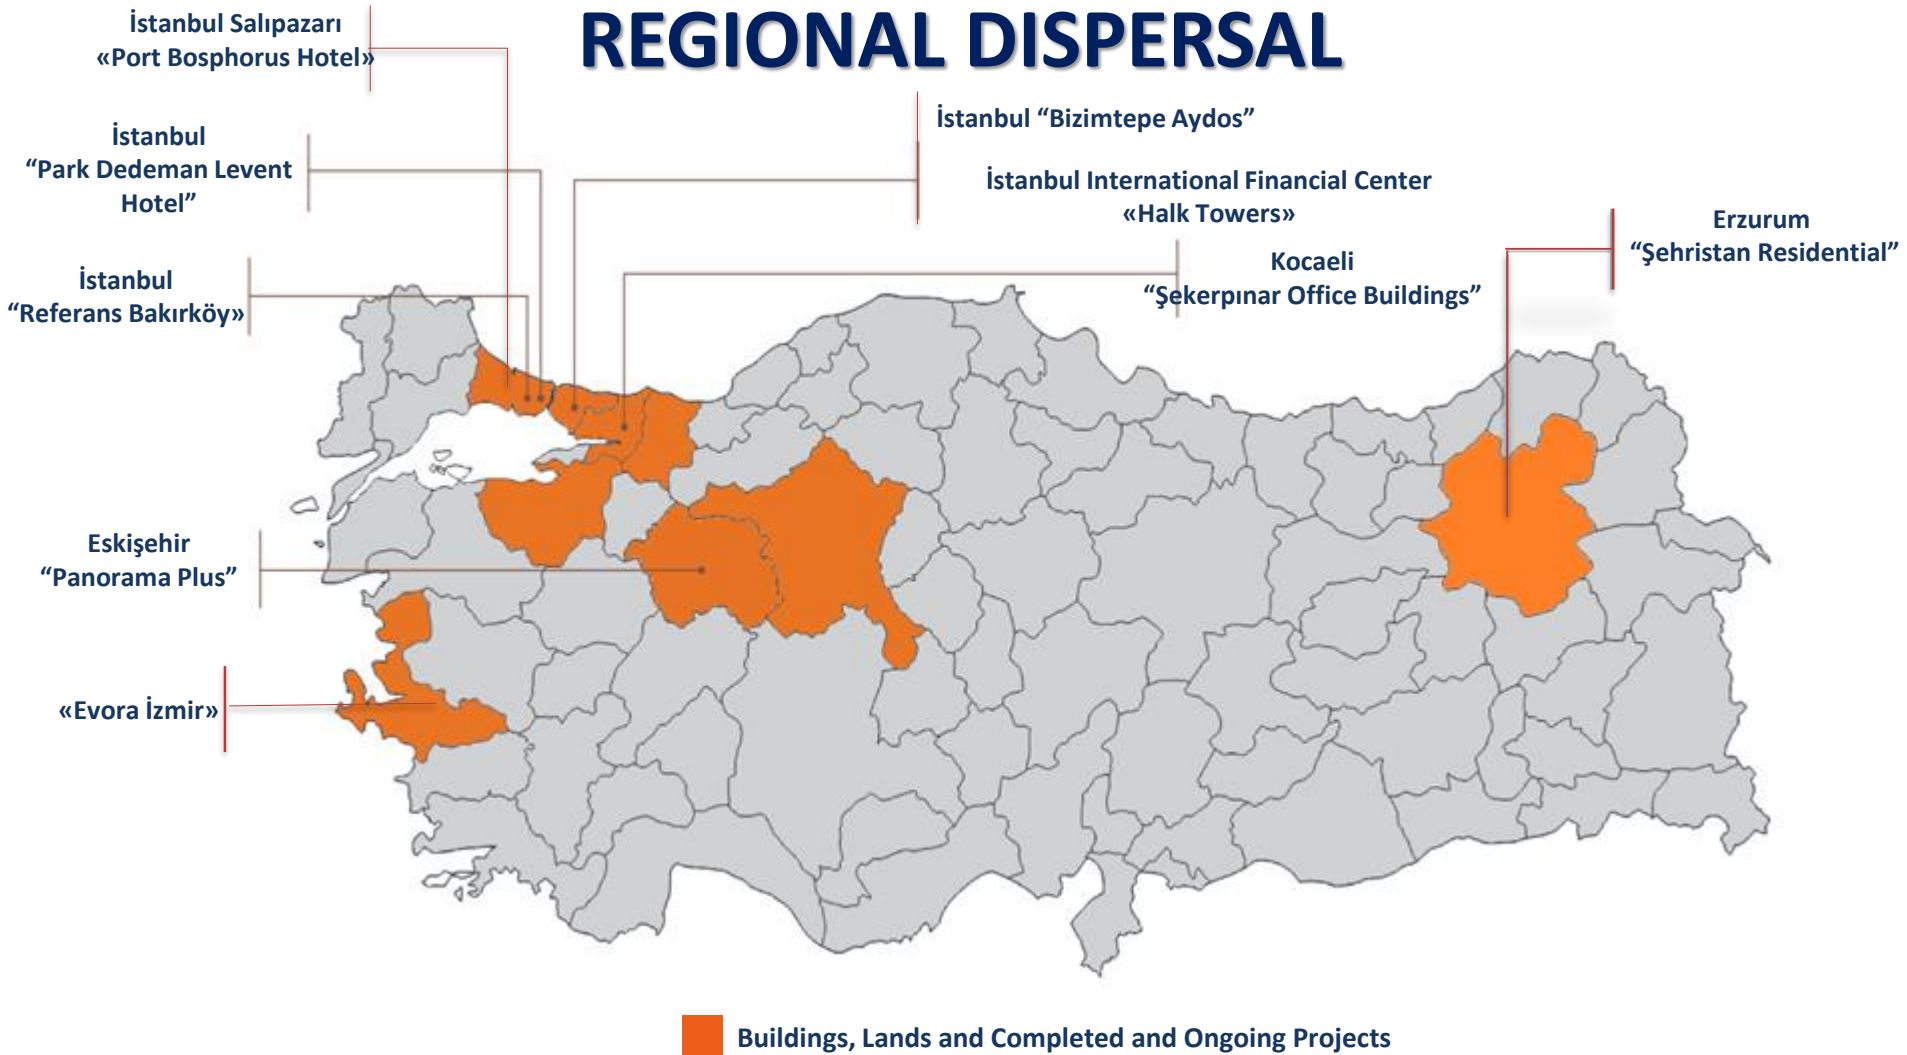 REGIONAL DISPERSAL
İstanbul Salıpazarı
«Port Bosphorus Hotel»
İstanbul
“Park Dedeman Levent
Hotel”
İstanbul
“Referans Bakırköy»
İstanbul “Bizimtepe Aydos”
İstanbul International Financial Center
«Halk Towers»
Kocaeli
“Şekerpınar Office Buildings”
Erzurum
“Şehristan Residential”
Eskişehir
“Panorama Plus”
«Evora İzmir»
Buildings, Lands and Completed and Ongoing Projects